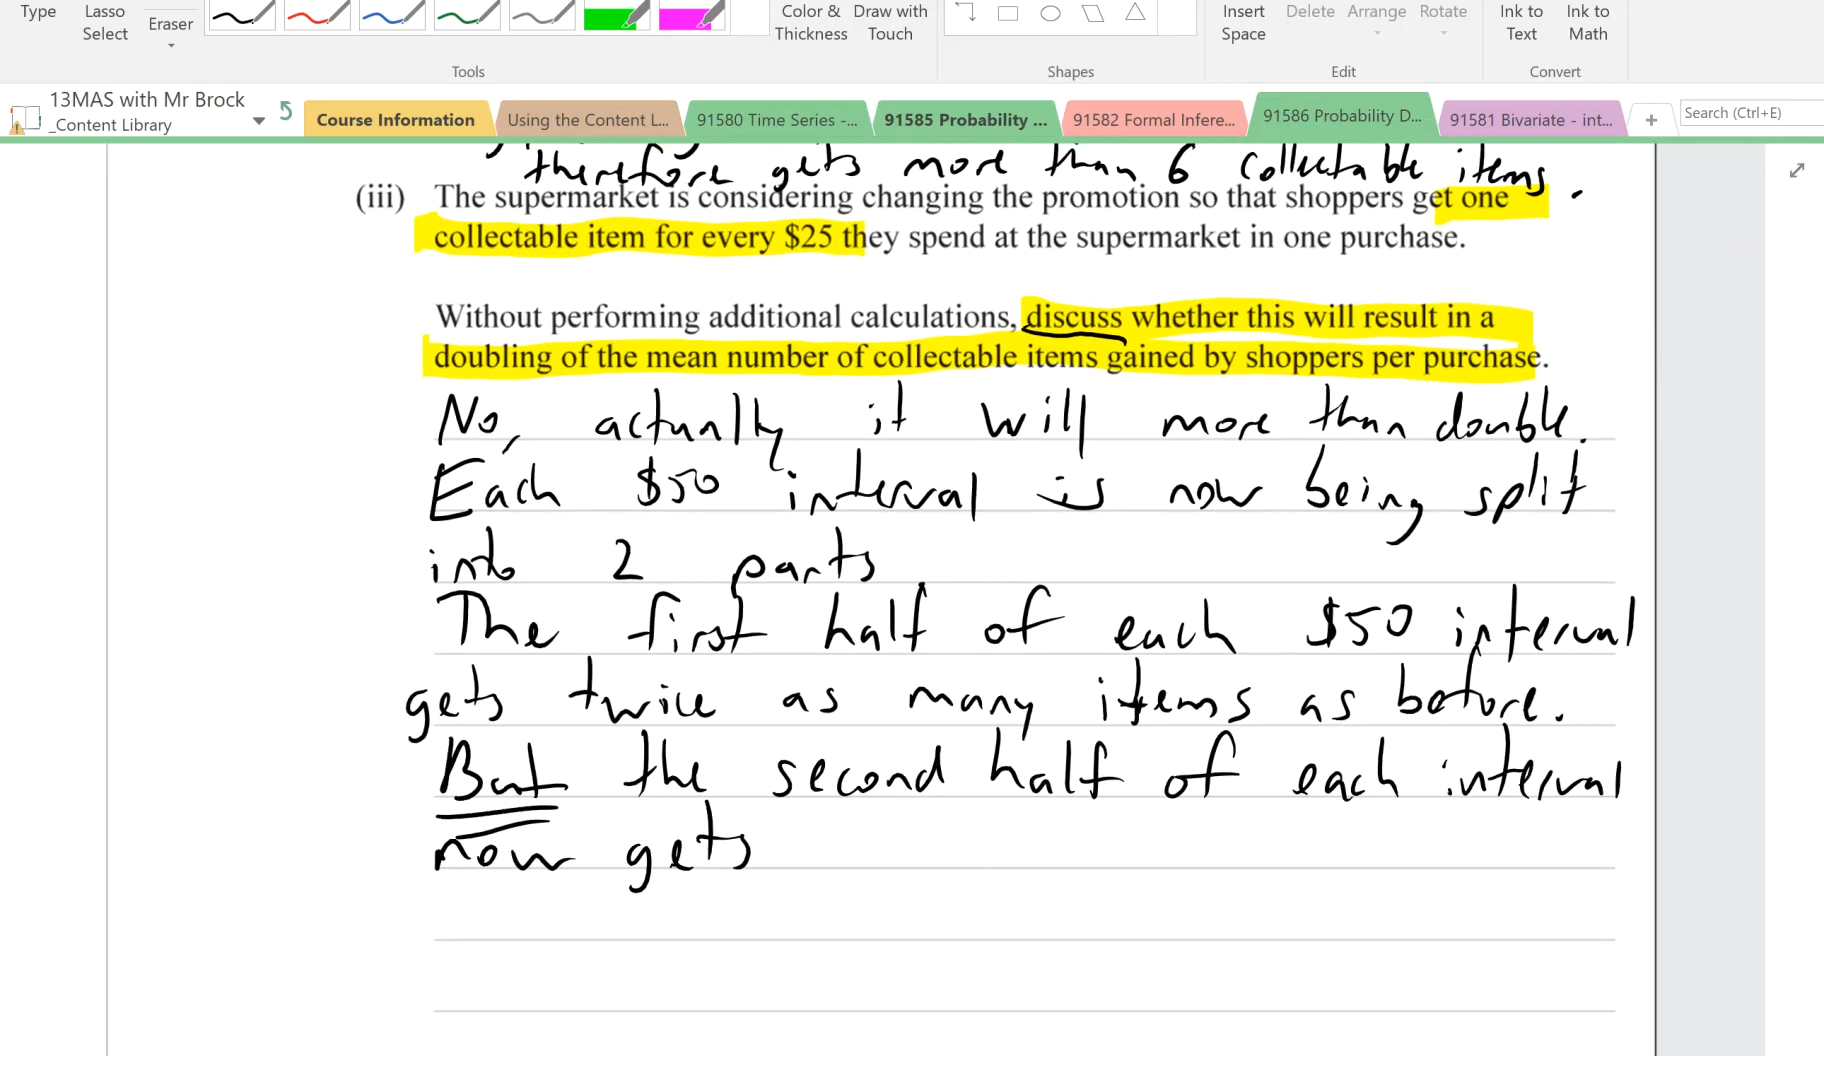 Type
Lasso
Select
Eraser
Color &
Thickness
Draw with
Touch
Insert
Space
Delete
Arrange
Rotate
Ink to
Text
Ink to
Math
Tools
Shapes
Edit
Convert
13MAS with Mr Brock
_Content Library
Course Information
Using the Content L...
91580 Time Series -...
91585 Probability ...
91582 Formal Infere...
91586 Probability D...
91581 Bivariate - int...
+
Search (Ctrl+E)
therefore gets more than 6 collectable items.
(iii) The supermarket is considering changing the promotion so that shoppers get one
collectable item for every $25 they spend at the supermarket in one purchase.
Without performing additional calculations, discuss whether this will result in a
doubling of the mean number of collectable items gained by shoppers per purchase.
No, actually it will more than double.
Each $50 interval is now being split
into 2 parts
The first half of each $50 interval
gets twice as many items as before.
But the second half of each interval
now gets